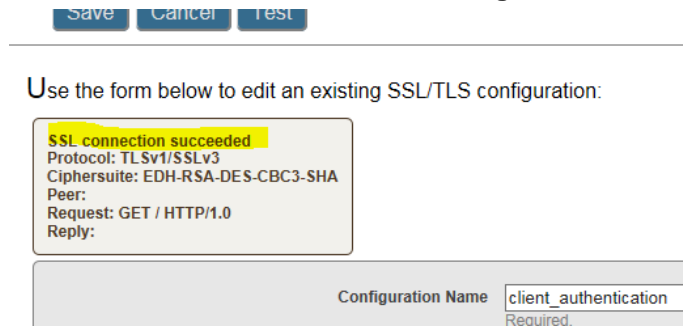 Save Cancel Test
Use the form below to edit an existing SSL/TLS configuration:
SSL connection succeeded
Protocol: TLSv1/SSLv3
Ciphersuite: EDH-RSA-DES-CBC3-SHA
Peer:
Request: GET / HTTP/1.0
Reply:
Configuration Name client_authentication
Required.